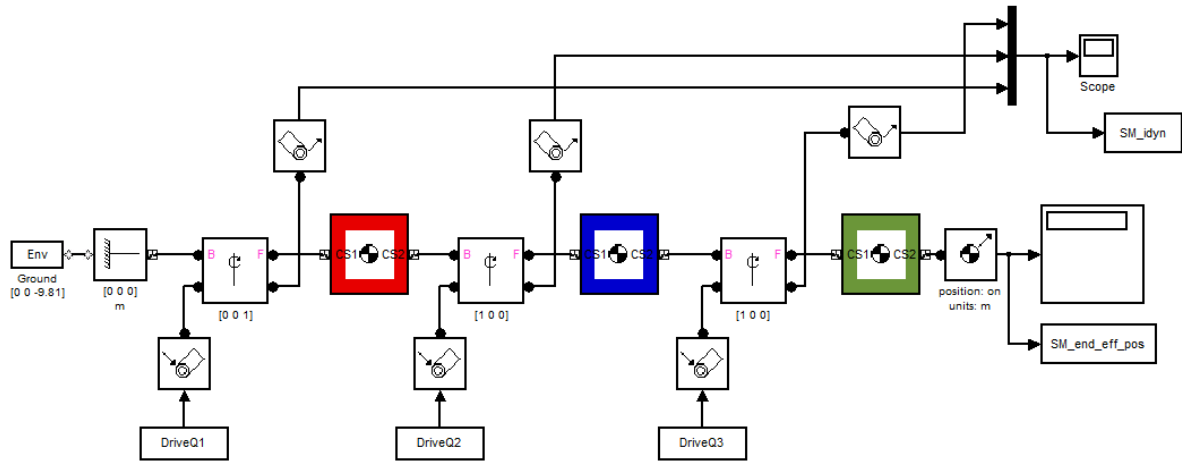 Scope
SM_idyn
Env
Ground
[0 0 -9.81]
[0 0 0]
m
B
F
[0 0 1]
CS1
CS2
B
F
[1 0 0]
CS1
CS2
B
F
[1 0 0]
CS1
CS2
position: on
units: m
SM_end_eff_pos
DriveQ1
DriveQ2
DriveQ3